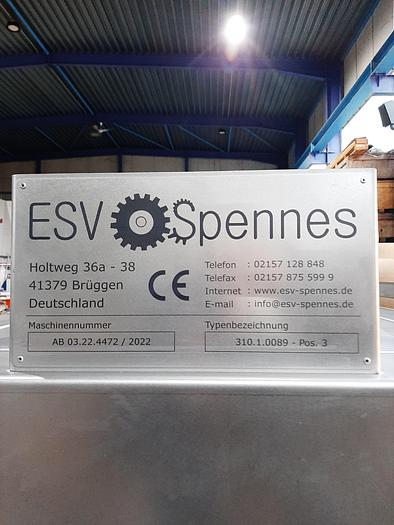 ESV Spennes
Holtweg 36a - 38
41379 Brüggen
Deutschland
CE
Telefon : 02157 128 848
Telefax : 02157 875 599 9
Internet : www.esv-spennes.de
E-mail : info@esv-spennes.de
Maschinennummer
AB 03.22.4472 / 2022
Typenbezeichnung
310.1.0089 - Pos. 3